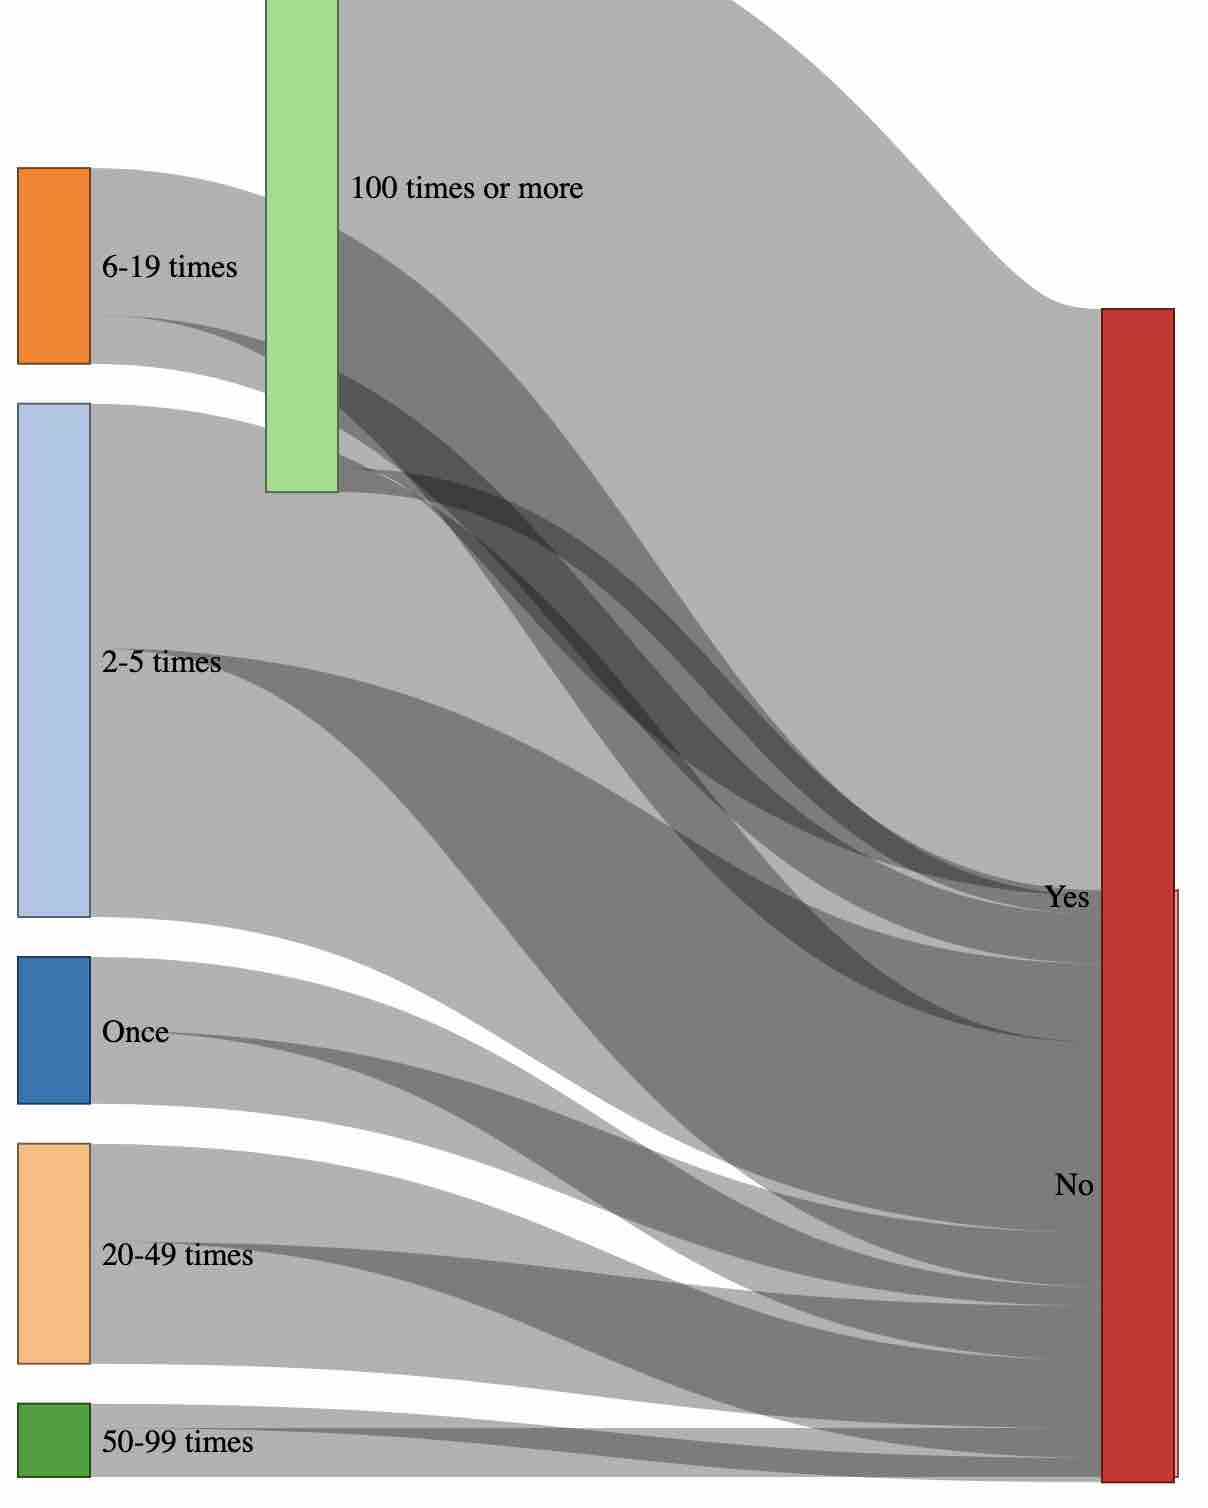 100 times or more
6-19 times
2-5 times
Yes
Once
No
20-49 times
50-99 times